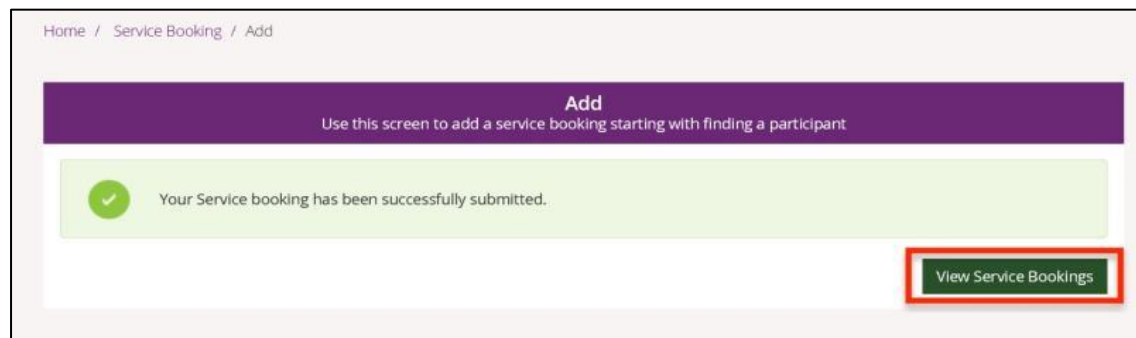 Home / Service Booking / Add
Add
Use this screen to add a service booking starting with finding a participant
Your Service booking has been successfully submitted.
View Service Bookings